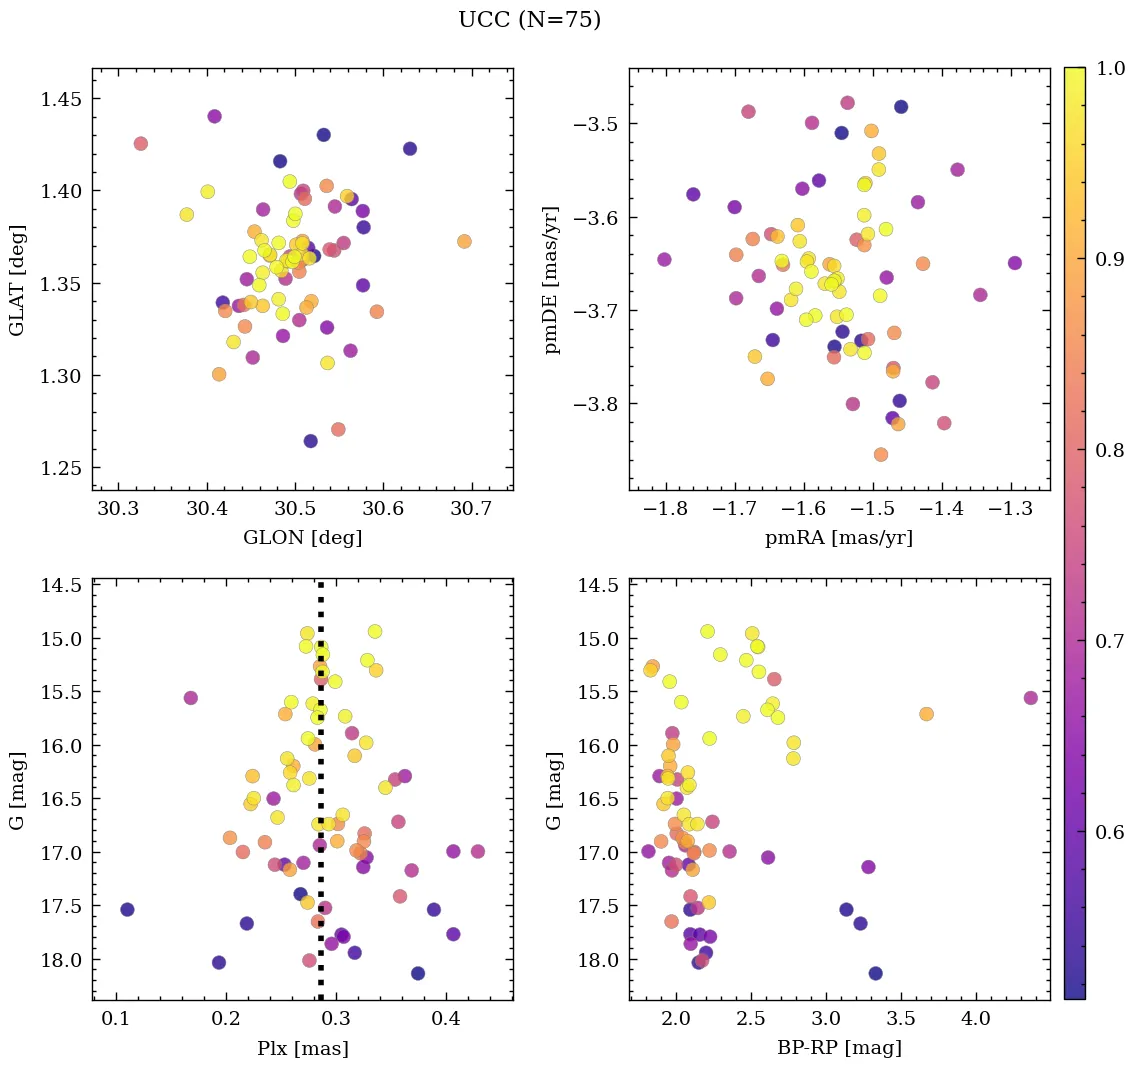 UCC (N=75)
1.45
1.40
1.35
1.30
1.25
GLAT [deg]
30.3 30.4 30.5 30.6 30.7
GLON [deg]
−3.5
−3.6
−3.7
−3.8
pmDE [mas/yr]
−1.8 −1.7 −1.6 −1.5 −1.4 −1.3
pmRA [mas/yr]
14.5
15.0
15.5
16.0
16.5
17.0
17.5
18.0
G [mag]
0.1 0.2 0.3 0.4
Plx [mas]
14.5
15.0
15.5
16.0
16.5
17.0
17.5
18.0
G [mag]
2.0 2.5 3.0 3.5 4.0
BP-RP [mag]
1.0
0.9
0.8
0.7
0.6